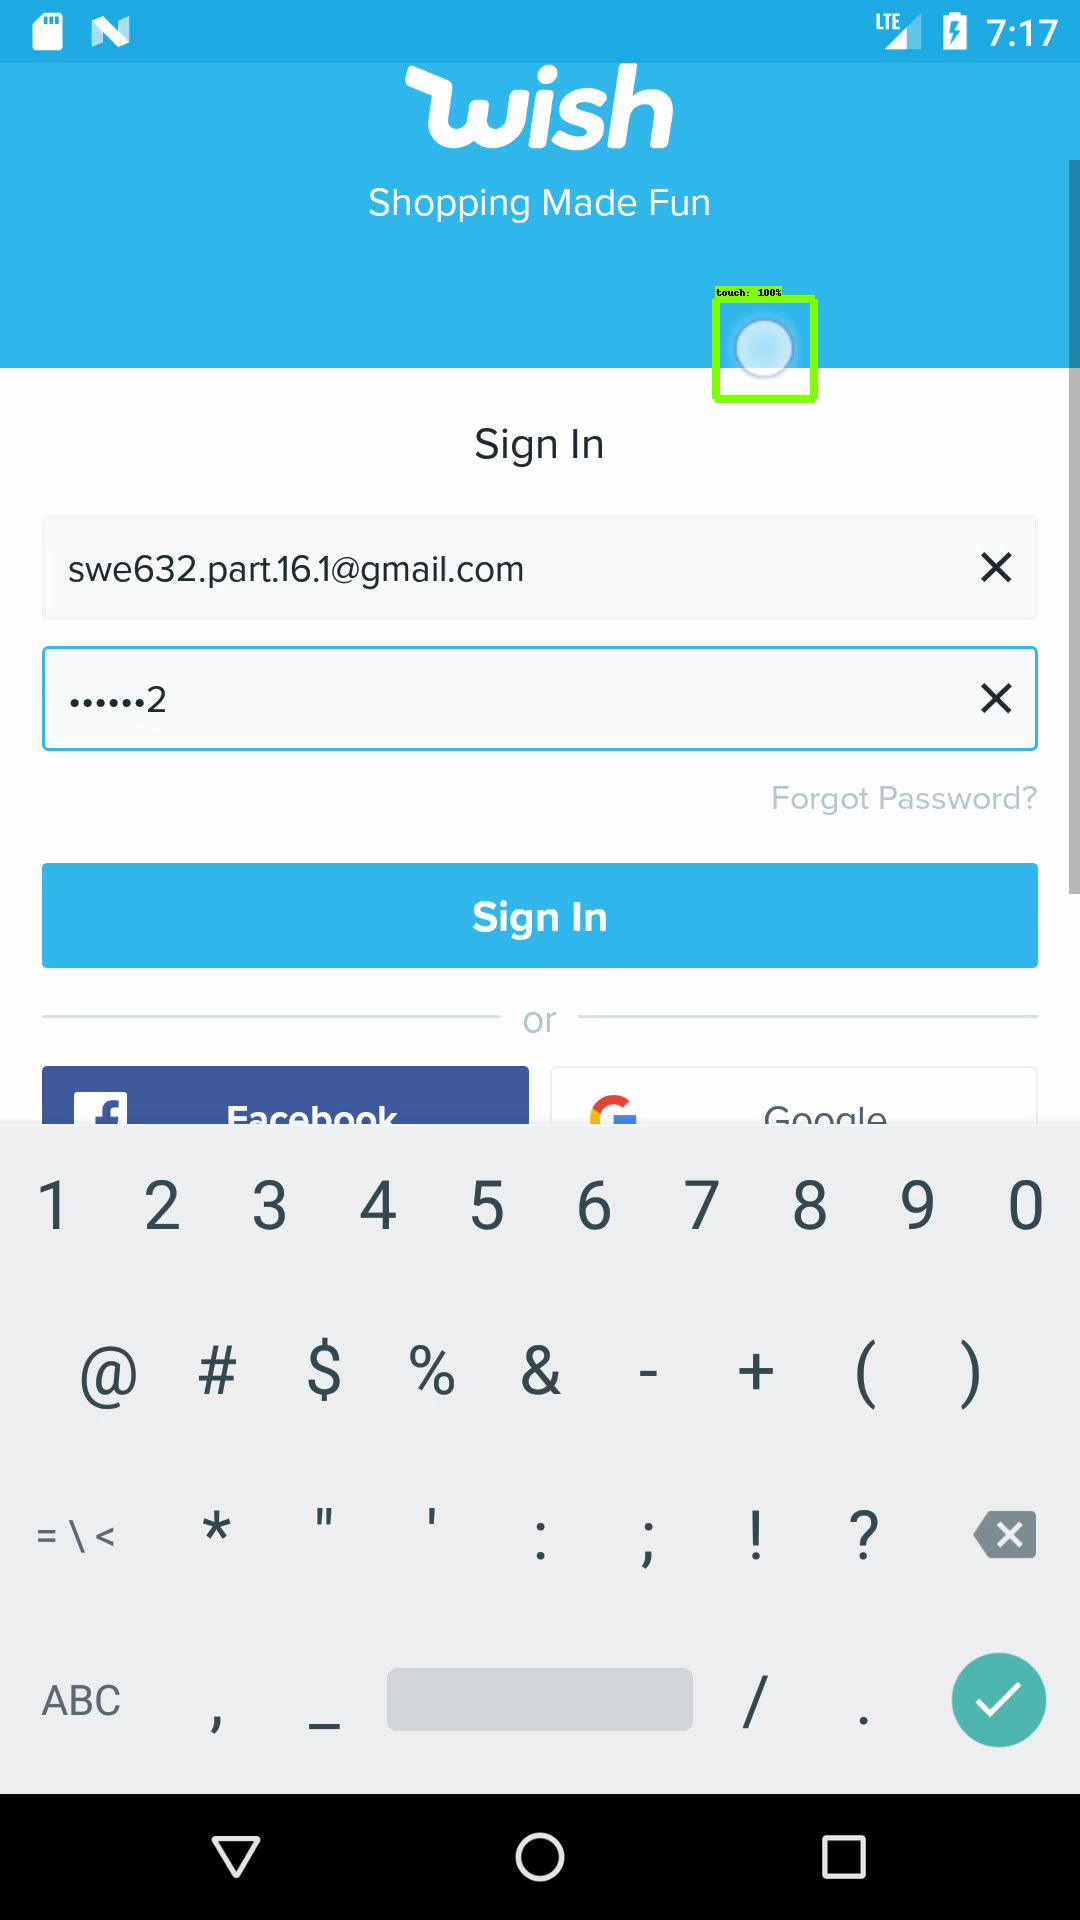 LTE 7:17
wish
Shopping Made Fun
touch: 100%
Sign In
swe632.part.16.1@gmail.com
••••••2
Forgot Password?
Sign In
or
Facebook Google
1 2 3 4 5 6 7 8 9 0
@ # $ % & - + ( )
= \ < * " ' : ; ! ?
ABC , _ / .